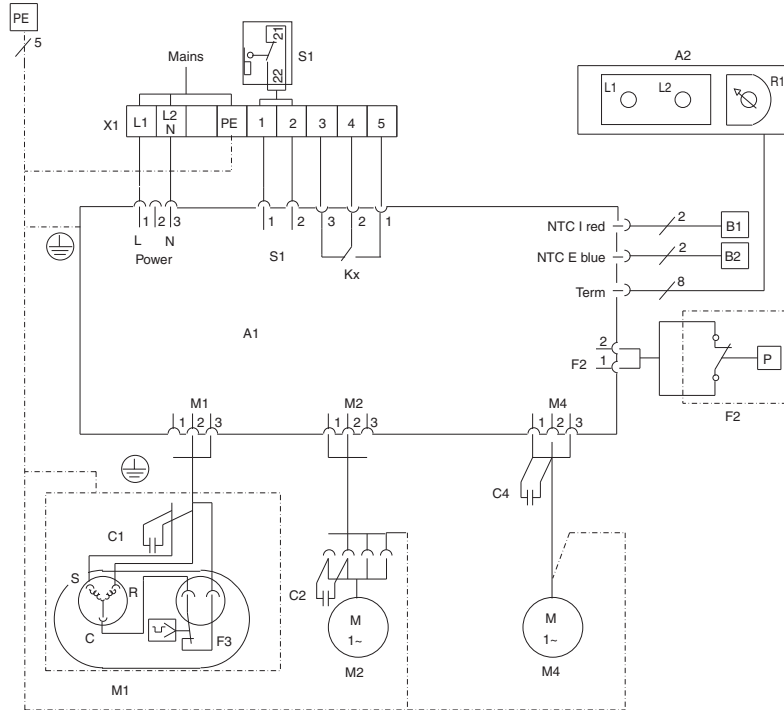 PE
5
Mains
21
22
S1
X1
L1
L2
N
PE
1
2
3
4
5
A2
L1
L2
R1
1
2
3
L
N
Power
1
2
S1
3
2
1
Kx
NTC I red
2
B1
NTC E blue
2
B2
Term
8
A1
2
1
F2
P
F2
M1
1
2
3
M2
1
2
3
M4
1
2
3
C1
S
R
C
F3
M1
C2
M
1~
M2
C4
M
1~
M4